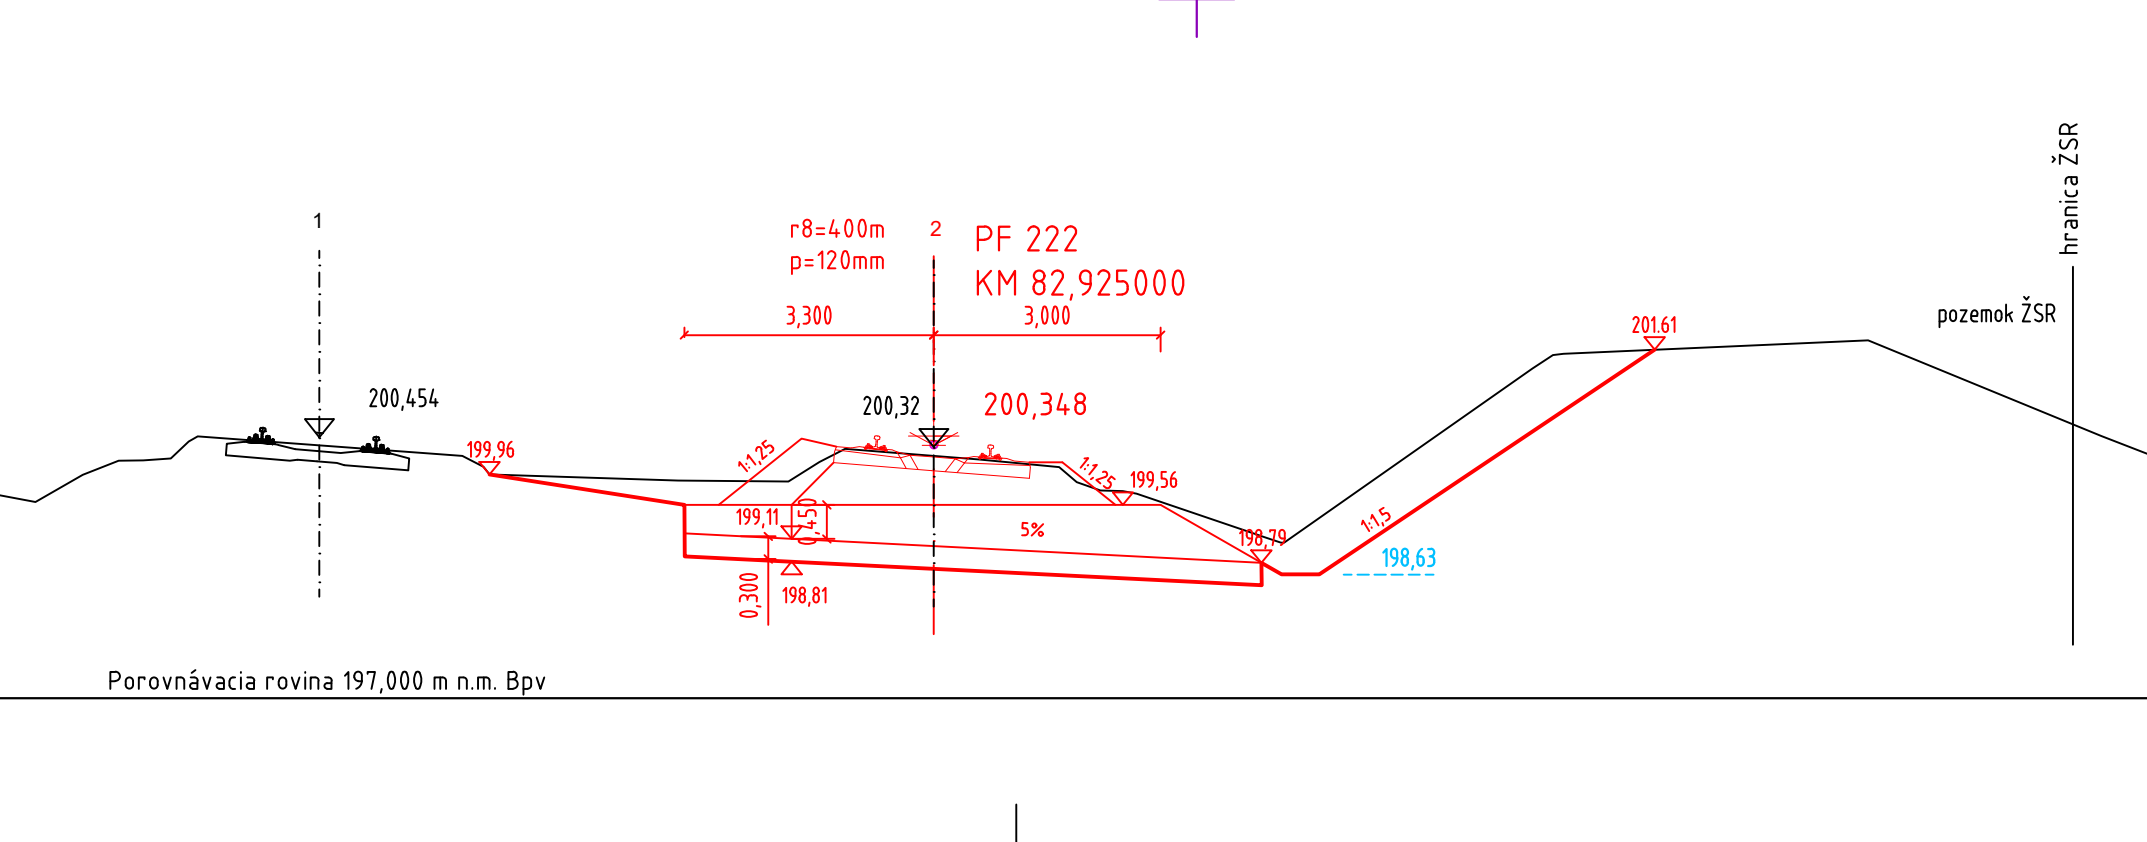 hranica ŽSR
1
r8=400m
2
PF 222
p=120mm
KM 82,925000
3,300
3,000
pozemok ŽSR
201.61
200,454
200,32
200,348
199,96
1:1,25
1:1,25
199,56
199,11
0,450
5%
1:1,5
198,79
198,63
0,300
198,81
Porovnávacia rovina 197,000 m n.m. Bpv